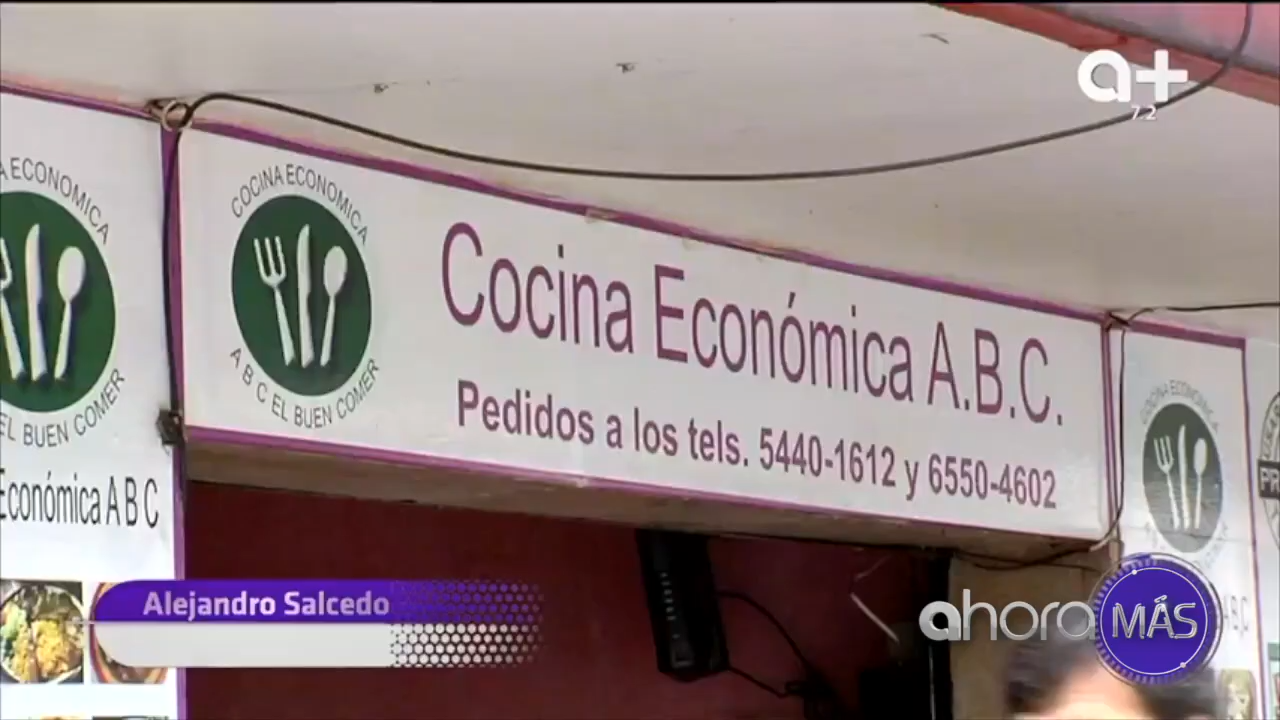 a+
7.2
COCINA ECONOMICA
A B C EL BUEN COMER
Cocina Económica A.B.C.
Pedidos a los tels. 5440-1612 y 6550-4602
ECONOMICA
EL BUEN COMER
Económica A B C
COCINA ECONOMICA
Alejandro Salcedo
ahora MÁS